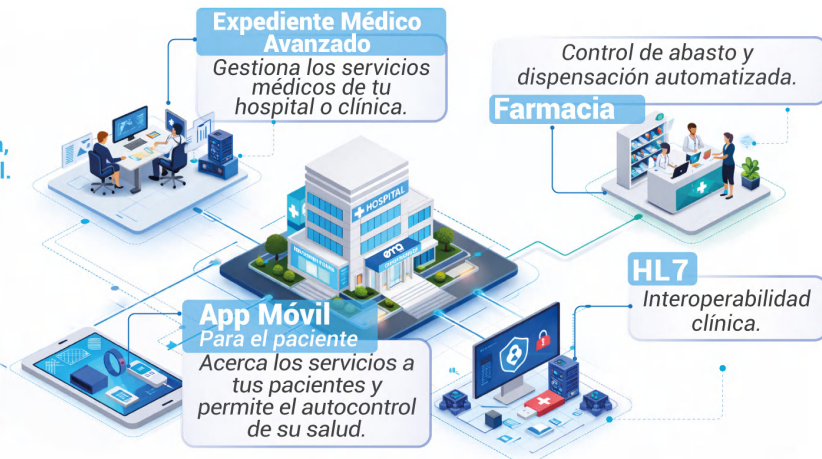 Expediente Médico
Avanzado
Gestiona los servicios
médicos de tu
hospital o clínica.
Control de abasto y
dispensación automatizada.
Farmacia
HOSPITAL
HL7
Interoperabilidad
clínica.
App Móvil
Para el paciente
Acerca los servicios a
tus pacientes y
permite el autocontrol
de su salud.